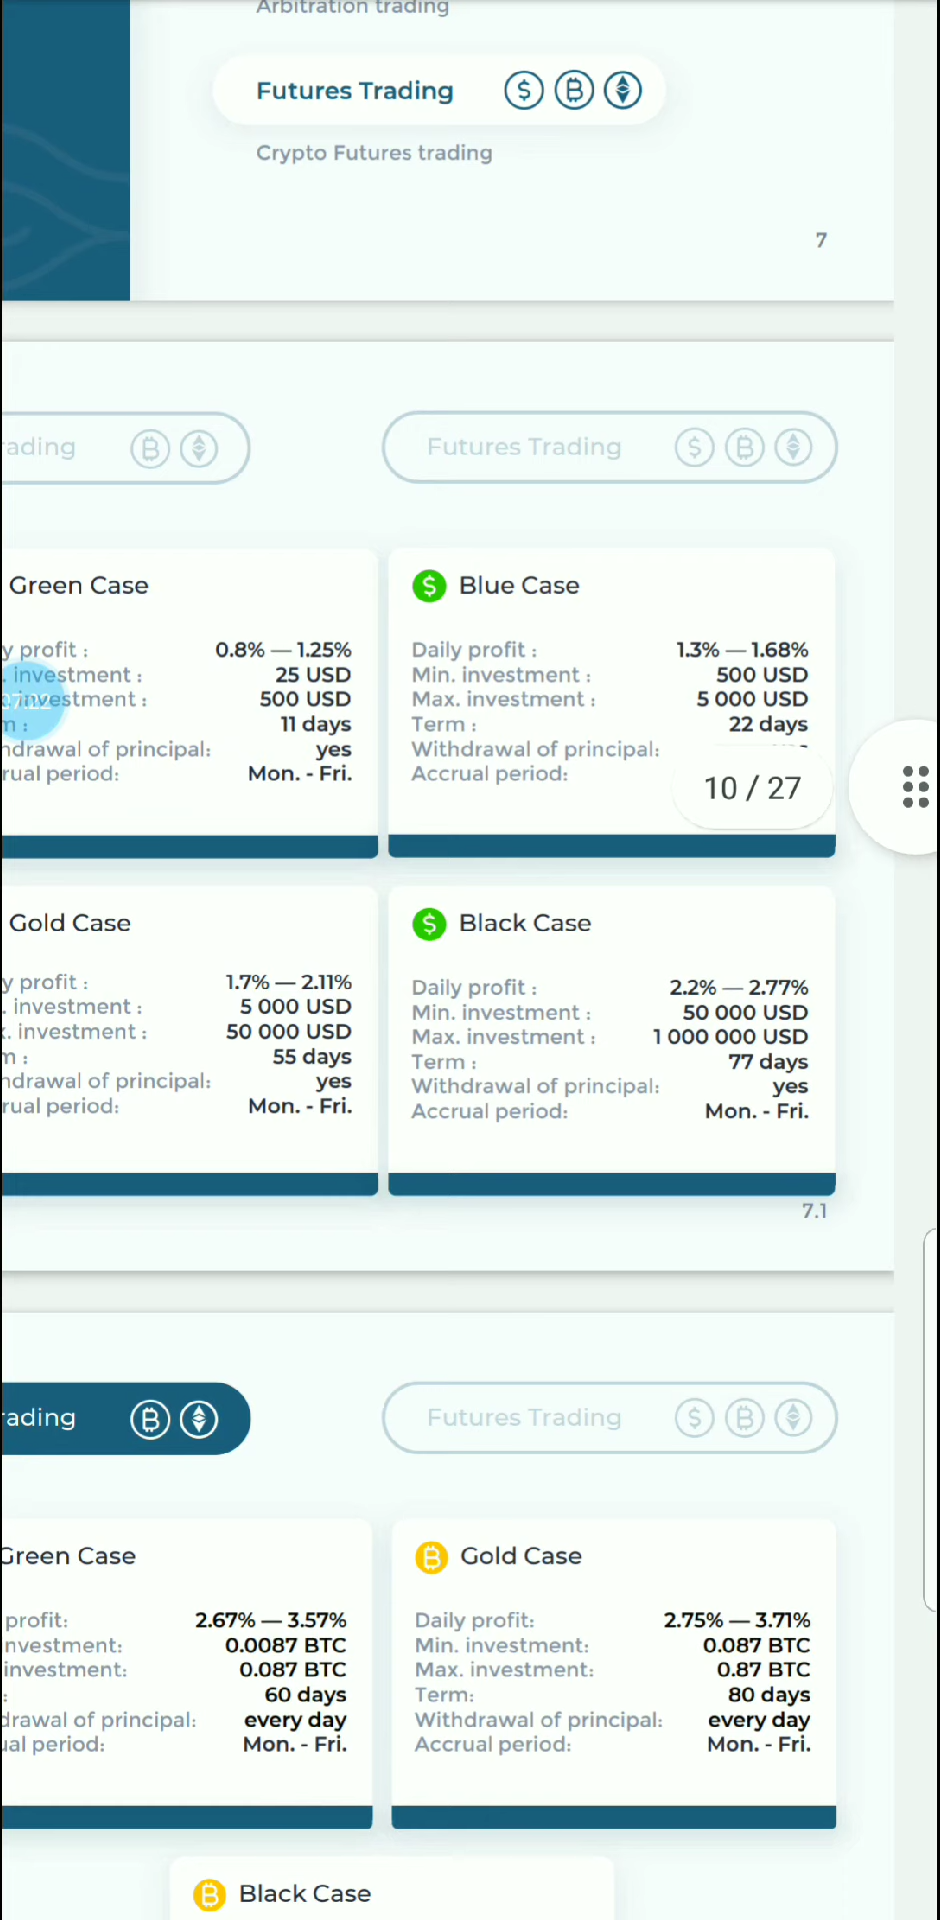 Arbitration trading
Futures Trading
Crypto Futures trading
7
rading
Futures Trading
Green Case
y profit :
0.8% — 1.25%
. investment :
25 USD
. investment :
500 USD
07:22
m :
11 days
ndrawal of principal:
yes
rual period:
Mon. - Fri.
Blue Case
Daily profit :
1.3% — 1.68%
Min. investment :
500 USD
Max. investment :
5 000 USD
Term :
22 days
Withdrawal of principal:
Accrual period:
10 / 27
Gold Case
y profit :
1.7% — 2.11%
. investment :
5 000 USD
x. investment :
50 000 USD
m :
55 days
ndrawal of principal:
yes
rual period:
Mon. - Fri.
Black Case
Daily profit :
2.2% — 2.77%
Min. investment :
50 000 USD
Max. investment :
1 000 000 USD
Term :
77 days
Withdrawal of principal:
yes
Accrual period:
Mon. - Fri.
7.1
rading
Futures Trading
Green Case
profit:
2.67% — 3.57%
nvestment:
0.0087 BTC
investment:
0.087 BTC
:
60 days
drawal of principal:
every day
ual period:
Mon. - Fri.
Gold Case
Daily profit:
2.75% — 3.71%
Min. investment:
0.087 BTC
Max. investment:
0.87 BTC
Term:
80 days
Withdrawal of principal:
every day
Accrual period:
Mon. - Fri.
Black Case